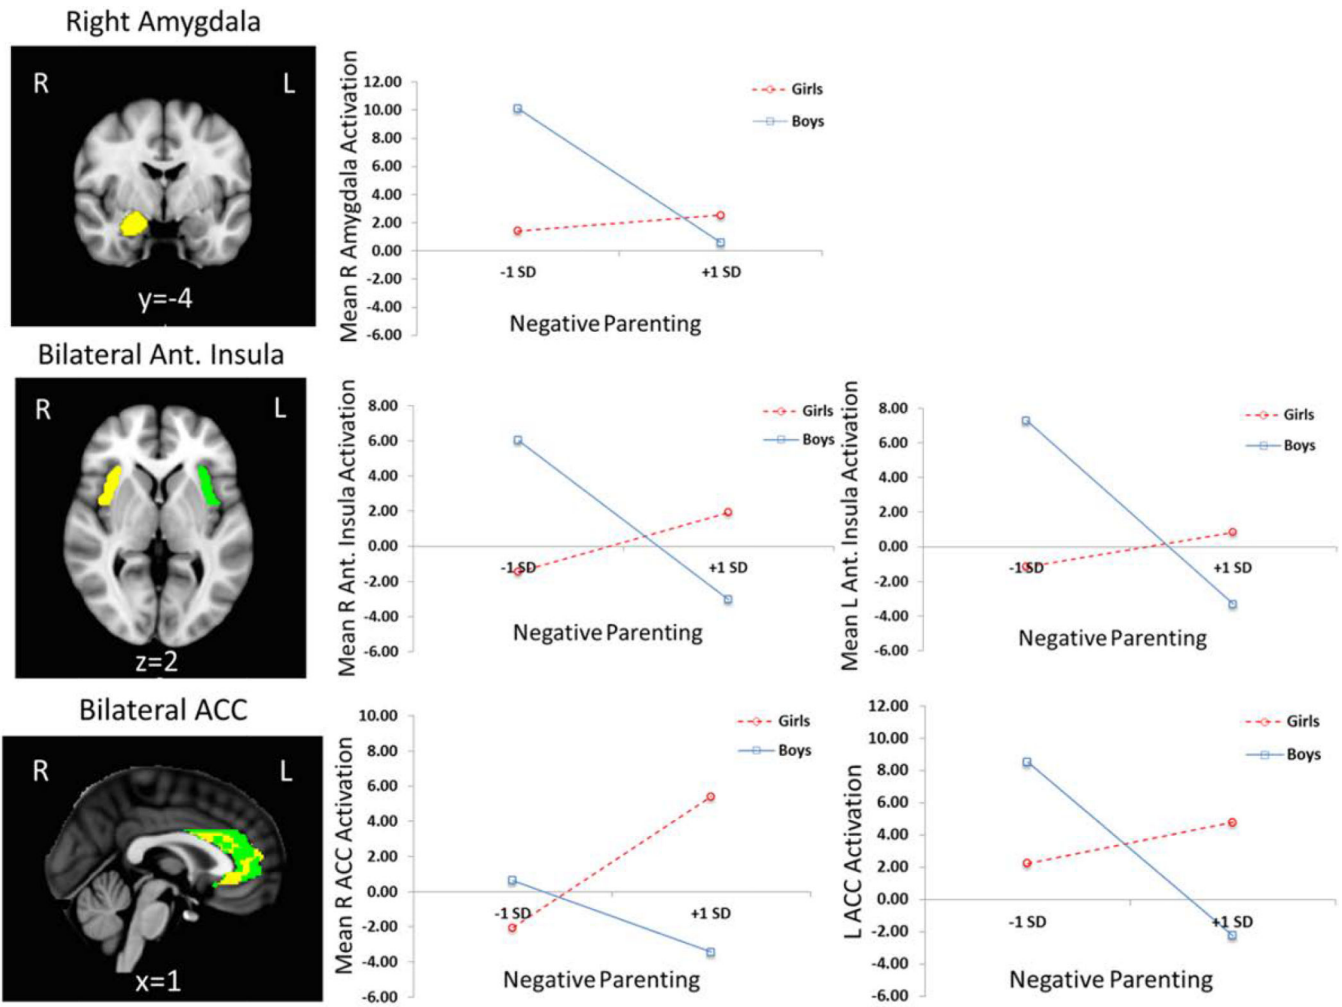 Right Amygdala
R L
y=-4
Mean R Amygdala Activation
12.00
10.00
8.00
6.00
4.00
2.00
0.00
-2.00
-4.00
-6.00
Girls
Boys
-1 SD +1 SD
Negative Parenting
Bilateral Ant. Insula
R L
z=2
Mean R Ant. Insula Activation
8.00
6.00
4.00
2.00
0.00
-2.00
-4.00
-6.00
Girls
Boys
-1 SD +1 SD
Negative Parenting
Mean L Ant. Insula Activation
8.00
6.00
4.00
2.00
0.00
-2.00
-4.00
-6.00
Girls
Boys
-1 SD +1 SD
Negative Parenting
Bilateral ACC
R L
x=1
Mean R ACC Activation
10.00
8.00
6.00
4.00
2.00
0.00
-2.00
-4.00
-6.00
Girls
Boys
-1 SD +1 SD
Negative Parenting
L ACC Activation
12.00
10.00
8.00
6.00
4.00
2.00
0.00
-2.00
-4.00
-6.00
Girls
Boys
-1 SD +1 SD
Negative Parenting